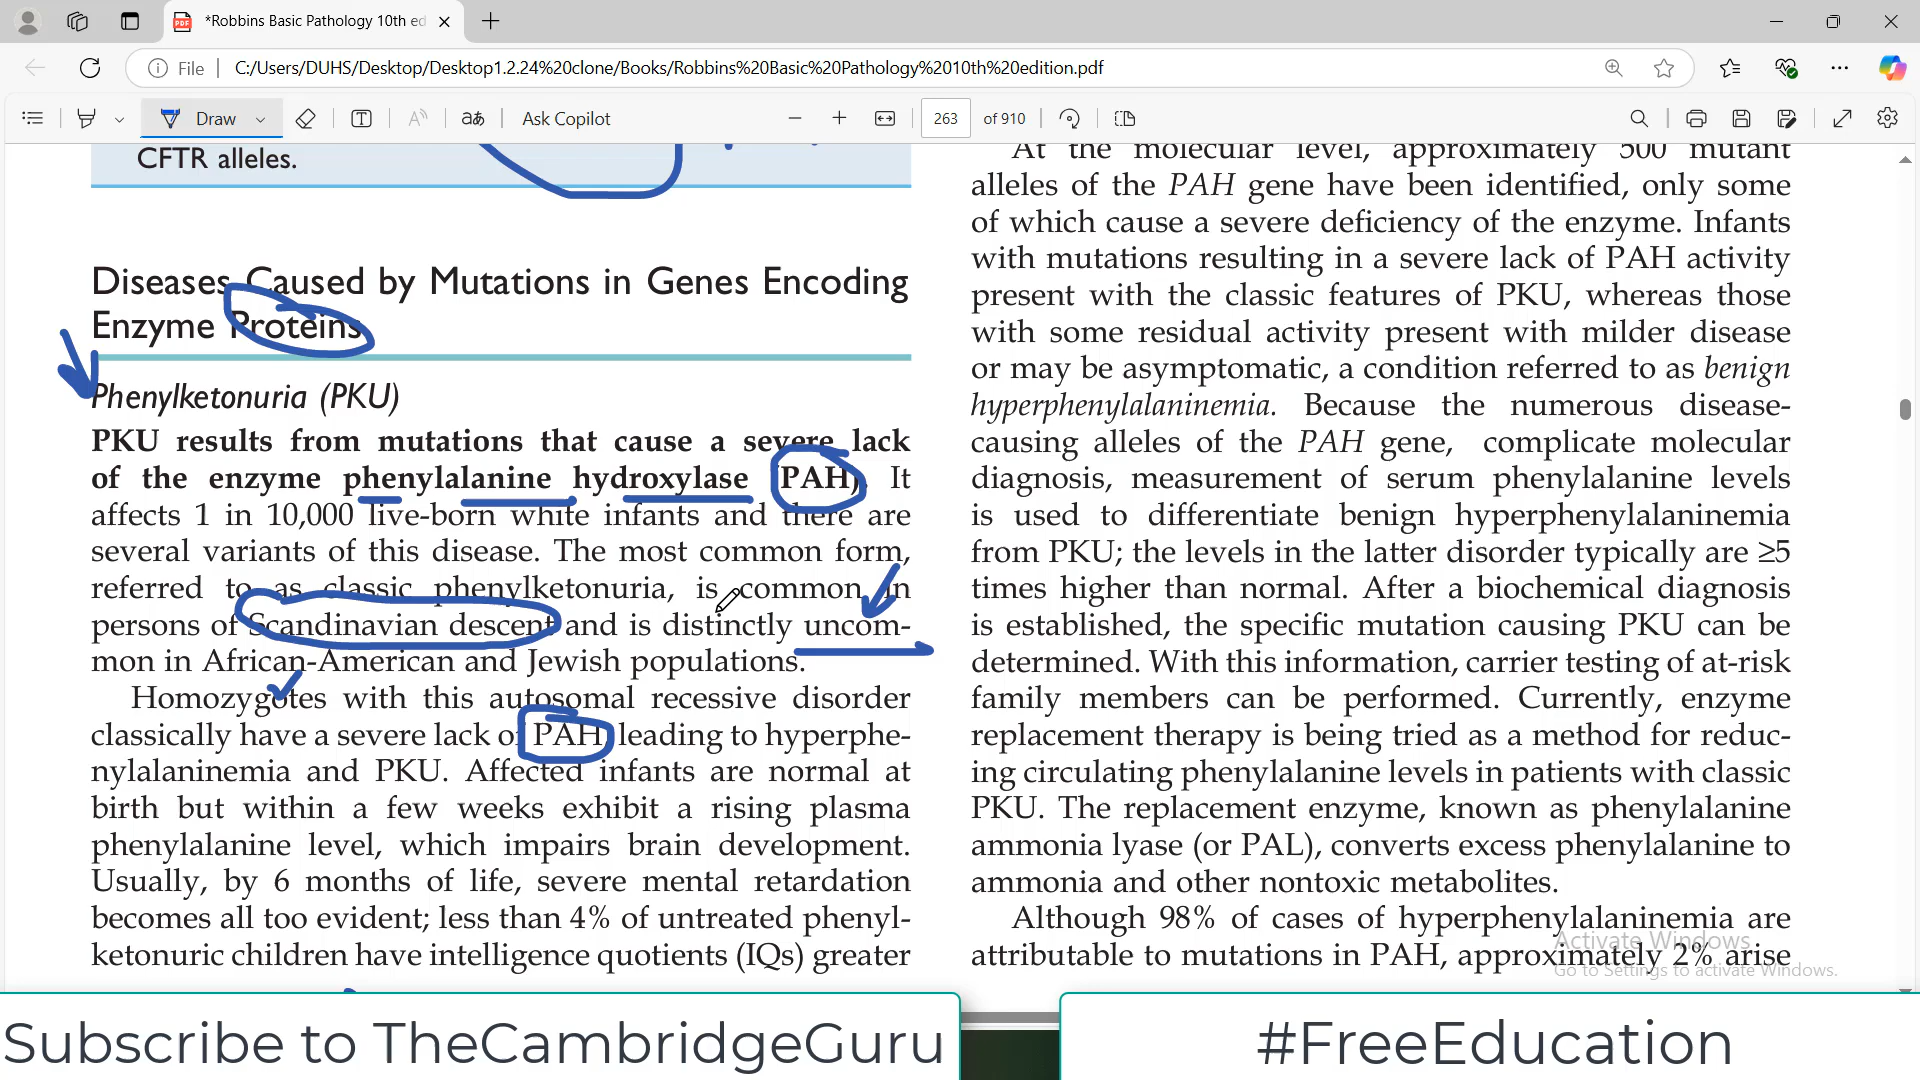 *Robbins Basic Pathology 10th ed
File
C:/Users/DUHS/Desktop/Desktop1.2.24%20clone/Books/Robbins%20Basic%20Pathology%2010th%20edition.pdf
Draw
aあ
Ask Copilot
263
of 910
CFTR alleles.
Diseases Caused by Mutations in Genes Encoding
Enzyme Proteins
Phenylketonuria (PKU)
PKU results from mutations that cause a severe lack
of the enzyme phenylalanine hydroxylase (PAH). It
affects 1 in 10,000 live-born white infants and there are
several variants of this disease. The most common form,
referred to as classic phenylketonuria, is common in
persons of Scandinavian descent and is distinctly uncom-
mon in African-American and Jewish populations.
Homozygotes with this autosomal recessive disorder
classically have a severe lack of PAH, leading to hyperphe-
nylalaninemia and PKU. Affected infants are normal at
birth but within a few weeks exhibit a rising plasma
phenylalanine level, which impairs brain development.
Usually, by 6 months of life, severe mental retardation
becomes all too evident; less than 4% of untreated phenyl-
ketonuric children have intelligence quotients (IQs) greater
At the molecular level, approximately 500 mutant
alleles of the PAH gene have been identified, only some
of which cause a severe deficiency of the enzyme. Infants
with mutations resulting in a severe lack of PAH activity
present with the classic features of PKU, whereas those
with some residual activity present with milder disease
or may be asymptomatic, a condition referred to as benign
hyperphenylalaninemia. Because the numerous disease-
causing alleles of the PAH gene, complicate molecular
diagnosis, measurement of serum phenylalanine levels
is used to differentiate benign hyperphenylalaninemia
from PKU; the levels in the latter disorder typically are ≥5
times higher than normal. After a biochemical diagnosis
is established, the specific mutation causing PKU can be
determined. With this information, carrier testing of at-risk
family members can be performed. Currently, enzyme
replacement therapy is being tried as a method for reduc-
ing circulating phenylalanine levels in patients with classic
PKU. The replacement enzyme, known as phenylalanine
ammonia lyase (or PAL), converts excess phenylalanine to
ammonia and other nontoxic metabolites.
Although 98% of cases of hyperphenylalaninemia are
attributable to mutations in PAH, approximately 2% arise
Activate Windows
Go to Settings to activate Windows.
Subscribe to TheCambridgeGuru
#FreeEducation